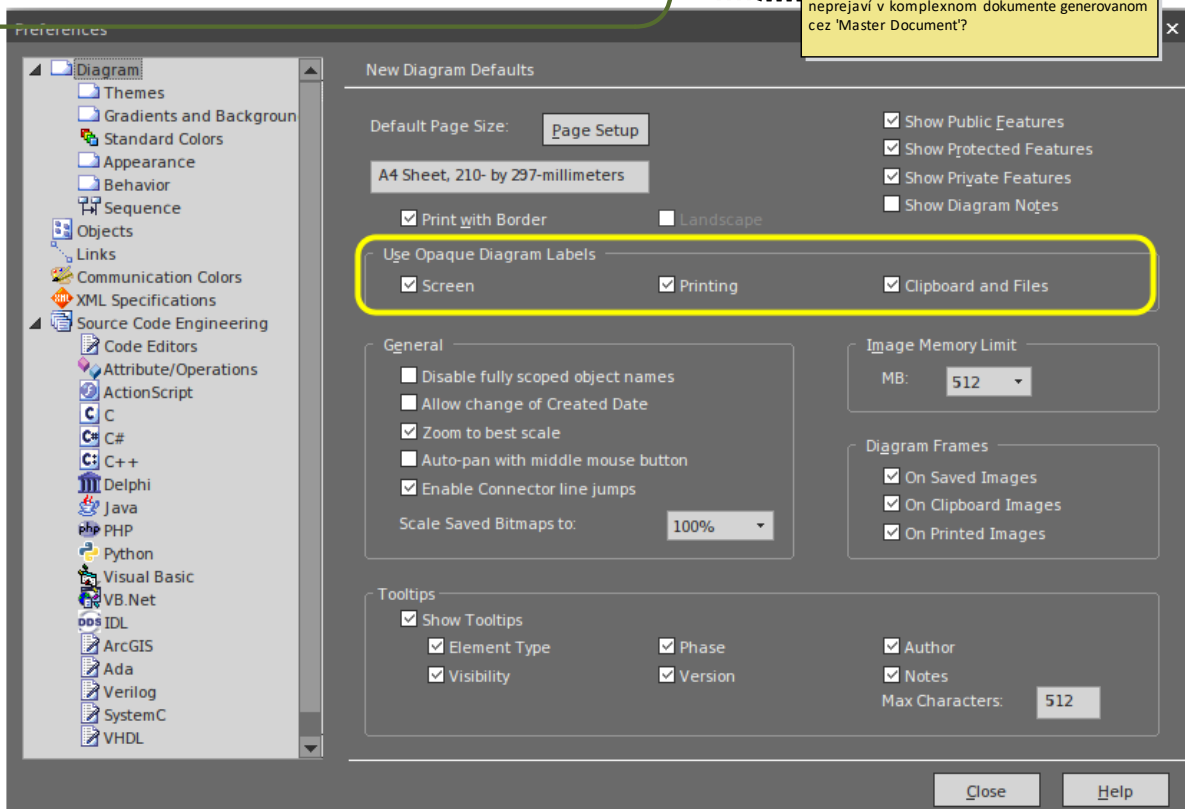 neprejaví v komplexnom dokumente generovanom
cez 'Master Document'?
Preferences
Diagram
Themes
Gradients and Backgroun
Standard Colors
Appearance
Behavior
Sequence
Objects
Links
Communication Colors
XML Specifications
Source Code Engineering
Code Editors
Attribute/Operations
ActionScript
C
C#
C++
Delphi
Java
PHP
Python
Visual Basic
VB.Net
IDL
ArcGIS
Ada
Verilog
SystemC
VHDL
New Diagram Defaults
Default Page Size: Page Setup
A4 Sheet, 210- by 297-millimeters
Print with Border Landscape
Show Public Features
Show Protected Features
Show Private Features
Show Diagram Notes
Use Opaque Diagram Labels
Screen Printing Clipboard and Files
General
Disable fully scoped object names
Allow change of Created Date
Zoom to best scale
Auto-pan with middle mouse button
Enable Connector line jumps
Scale Saved Bitmaps to: 100%
Image Memory Limit
MB: 512
Diagram Frames
On Saved Images
On Clipboard Images
On Printed Images
Tooltips
Show Tooltips
Element Type Phase Author
Visibility Version Notes
Max Characters: 512
Close Help